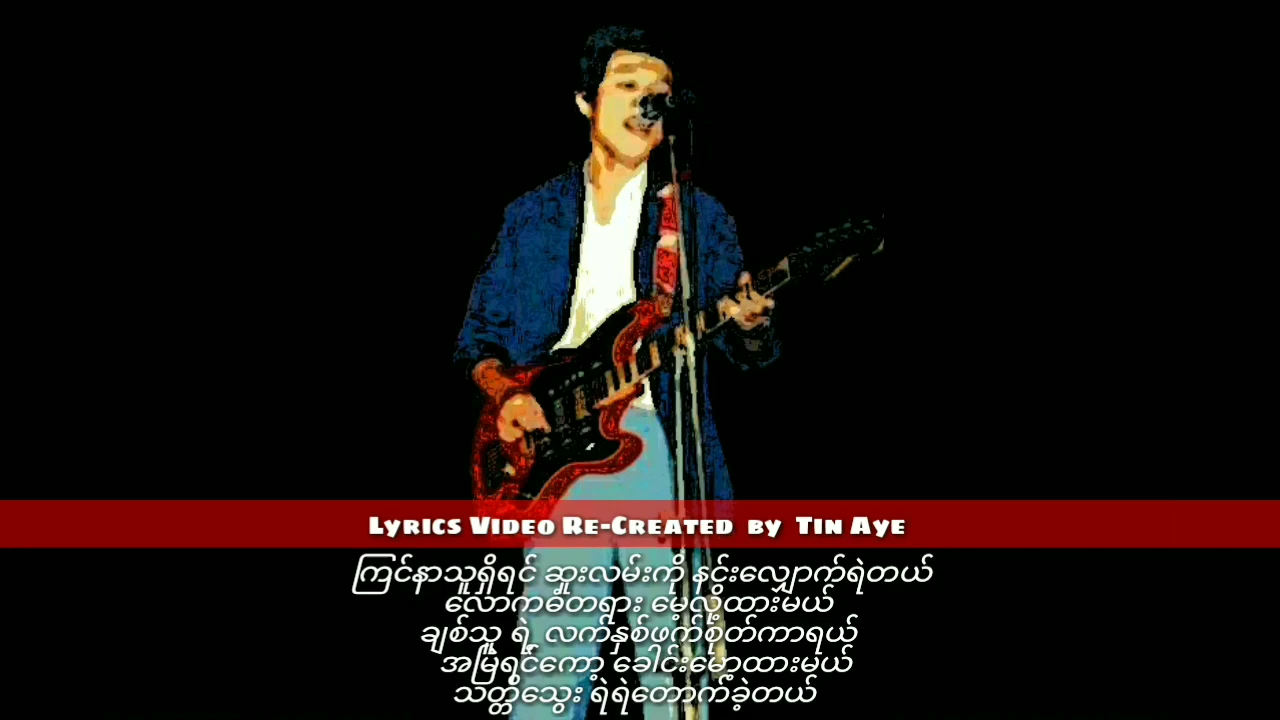 Lyrics Video Re-Created by Tin Aye
ကြင်နာသူရှိရင် ဆူးလမ်းကို နင်းလျှောက်ရဲတယ်
လောကဓံတရား မေ့လို့ထားမယ်
ချစ်သူ ရဲ့ လက်နှစ်ဖက်စုတ်ကာရယ်
အမြဲရင်ကော့ ခေါင်းမော့ထားမယ်
သတ္တိသွေး ရဲရဲတောက်ခဲ့တယ်